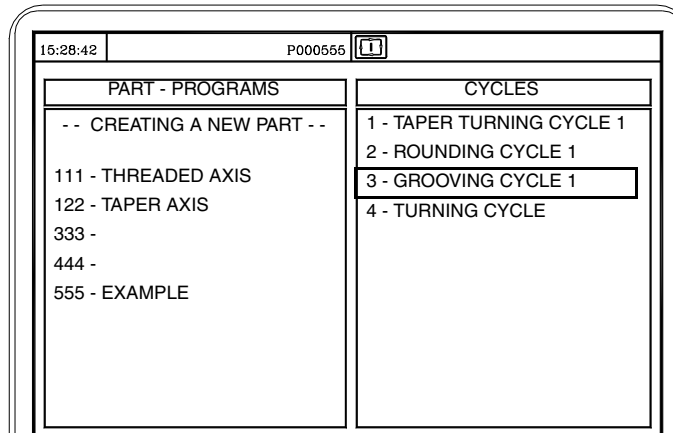 15:28:42 P000555
PART - PROGRAMS
- - CREATING A NEW PART - -
111 - THREADED AXIS
122 - TAPER AXIS
333 -
444 -
555 - EXAMPLE
CYCLES
1 - TAPER TURNING CYCLE 1
2 - ROUNDING CYCLE 1
3 - GROOVING CYCLE 1
4 - TURNING CYCLE